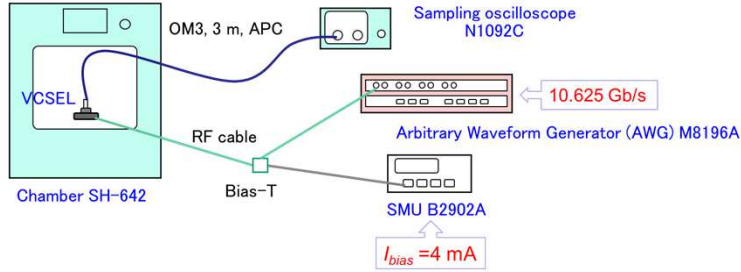 OM3, 3 m, APC
Sampling oscilloscope
N1092C
VCSEL
10.625 Gb/s
RF cable
Arbitrary Waveform Generator (AWG) M8196A
Bias-T
Chamber SH-642
SMU B2902A
Ibias =4 mA